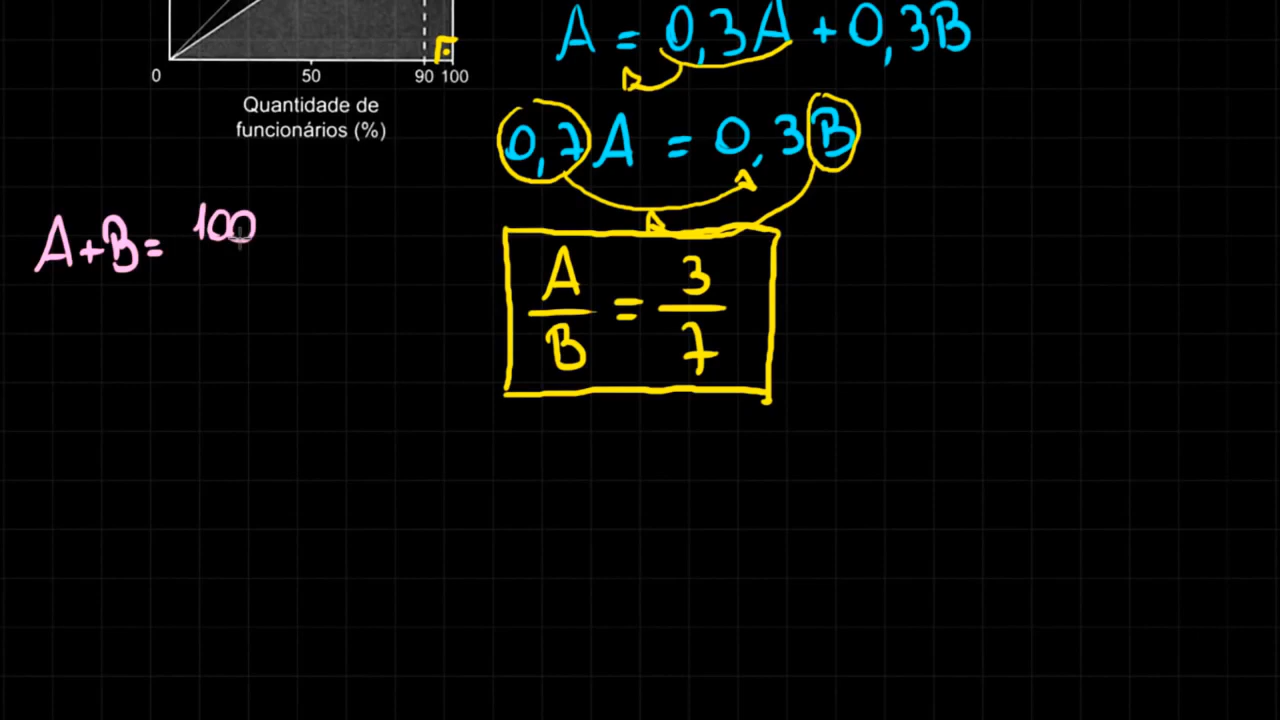 A = 0,3A + 0,3B
0 50 90 100
Quantidade de
funcionários (%)
0,7A = 0,3B
A+B= 100
A/B = 3/7